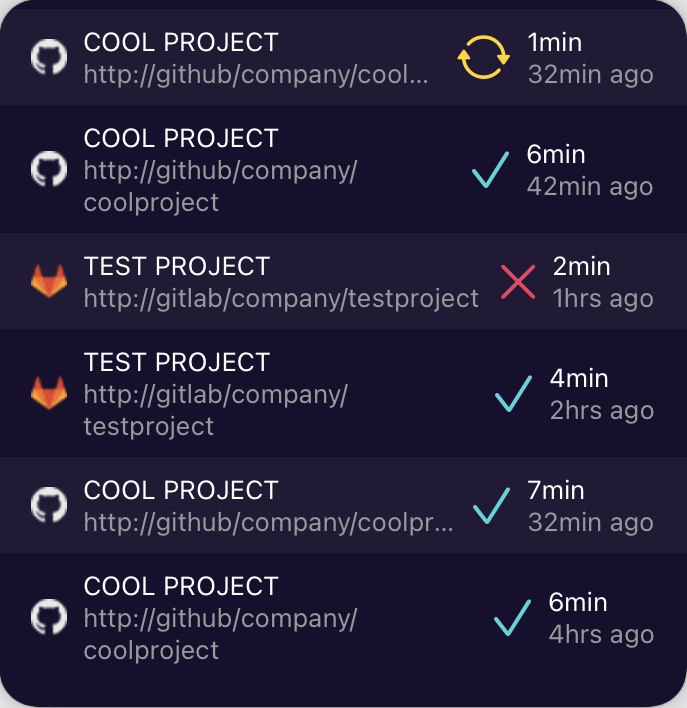 COOL PROJECT
http://github/company/cool...
1min
32min ago
COOL PROJECT
http://github/company/
coolproject
6min
42min ago
TEST PROJECT
http://gitlab/company/testproject
2min
1hrs ago
TEST PROJECT
http://gitlab/company/
testproject
4min
2hrs ago
COOL PROJECT
http://github/company/coolpr...
7min
32min ago
COOL PROJECT
http://github/company/
coolproject
6min
4hrs ago